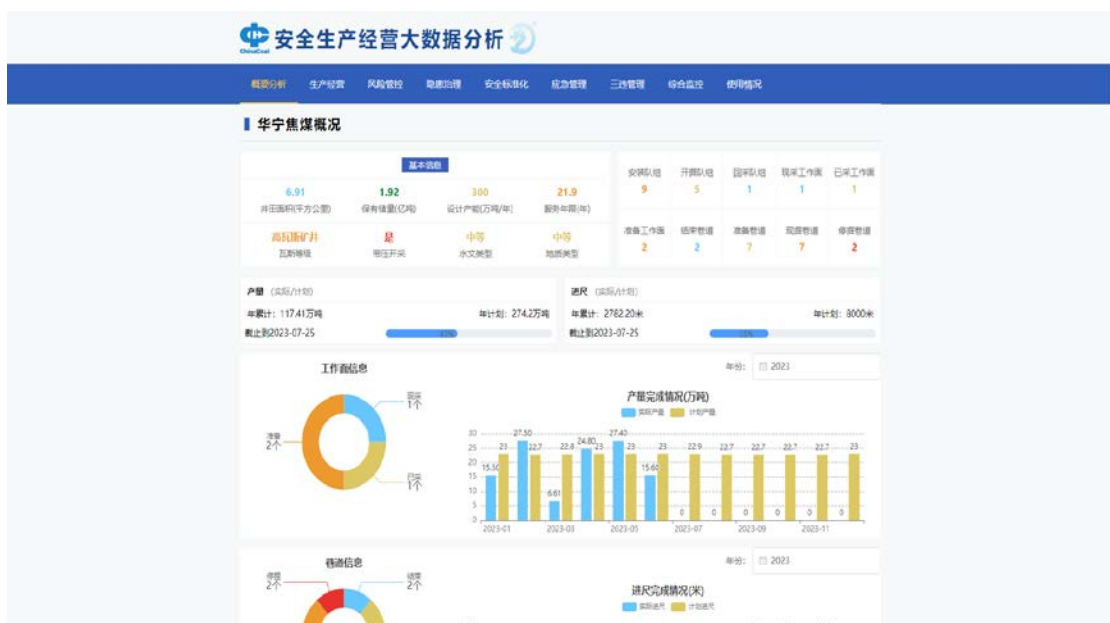 ChinaCoal 安全生产经营大数据分析
概要分析 生产经营 风险管控 隐患治理 安全标准化 应急管理 三违管理 综合监控 使用情况
华宁焦煤概况
基本信息
6.91 1.92 300 21.9
井田面积(平方公里) 保有储量(亿吨) 设计产能(万吨/年) 服务年限(年)
高瓦斯矿井 是 中等 中等
瓦斯等级 带压开采 水文类型 地质类型
安装队组 开掘队组 回采队组 现采工作面 已采工作面
9 5 1 1 1
准备工作面 结束巷道 准备巷道 现掘巷道 停掘巷道
2 2 7 7 2
产量 (实际/计划)
年累计: 117.41万吨 年计划: 274.2万吨
截止到2023-07-25
进尺 (实际/计划)
年累计: 2782.20米 年计划: 8000米
截止到2023-07-25
工作面信息
现采
1个
准备
2个
已采
1个
年份: 2023
产量完成情况(万吨)
实际产量 计划产量
30
25
20
15
10
5
0
15.50 27.50 6.61 24.80 27.40 15.60 0 0 0 0 0 0
23 22.7 22.8 23 23 23 22.9 22.7 22.7 22.7 22.7 23
2023-01 2023-03 2023-05 2023-07 2023-09 2023-11
巷道信息
停掘
2个
结束
2个
年份: 2023
进尺完成情况(米)
实际进尺 计划进尺